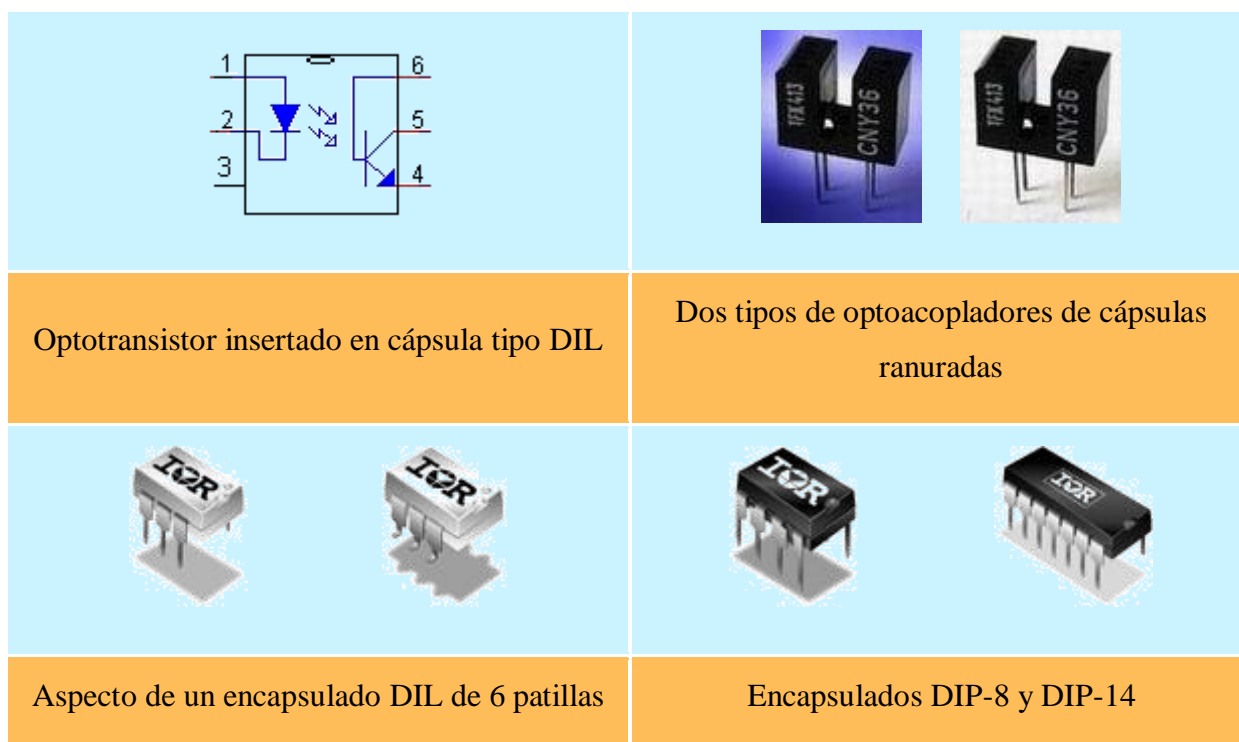 1
6
2
5
3
4
TFK413
CNY36
TFK413
CNY36
Optotransistor insertado en cápsula tipo DIL
Dos tipos de optoacopladores de cápsulas
ranuradas
IOR
IOR
IOR
IOR
Aspecto de un encapsulado DIL de 6 patillas
Encapsulados DIP-8 y DIP-14